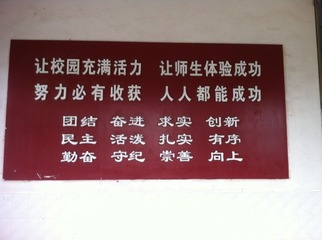 让校园充满活力 让师生体验成功
努力必有收获 人人都能成功
团结 奋进 求实 创新
民主 活泼 扎实 有序
勤奋 守纪 崇善 向上